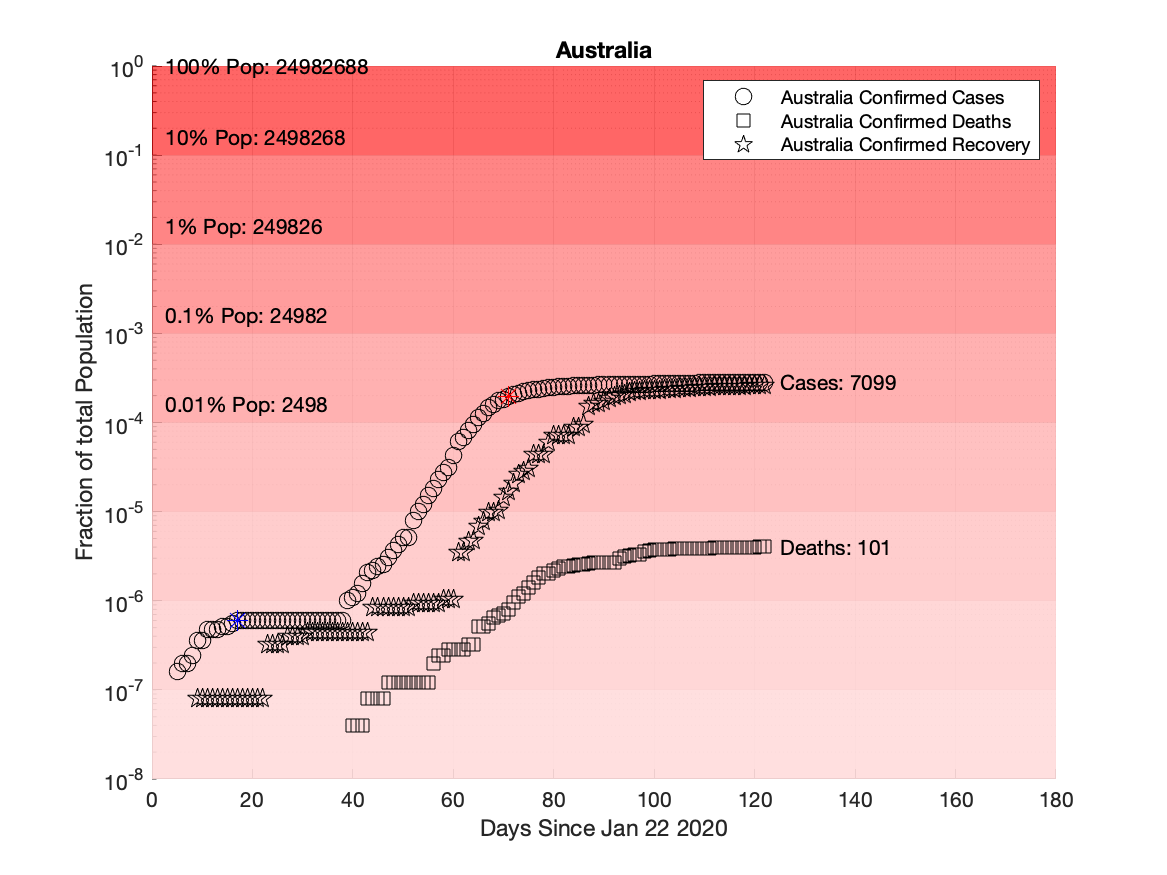 Australia
10^0
100% Pop: 24982688
Australia Confirmed Cases
Australia Confirmed Deaths
Australia Confirmed Recovery
10% Pop: 2498268
10^-1
1% Pop: 249826
10^-2
0.1% Pop: 24982
10^-3
Cases: 7099
0.01% Pop: 2498
10^-4
10^-5
Deaths: 101
10^-6
10^-7
10^-8
Fraction of total Population
0 20 40 60 80 100 120 140 160 180
Days Since Jan 22 2020